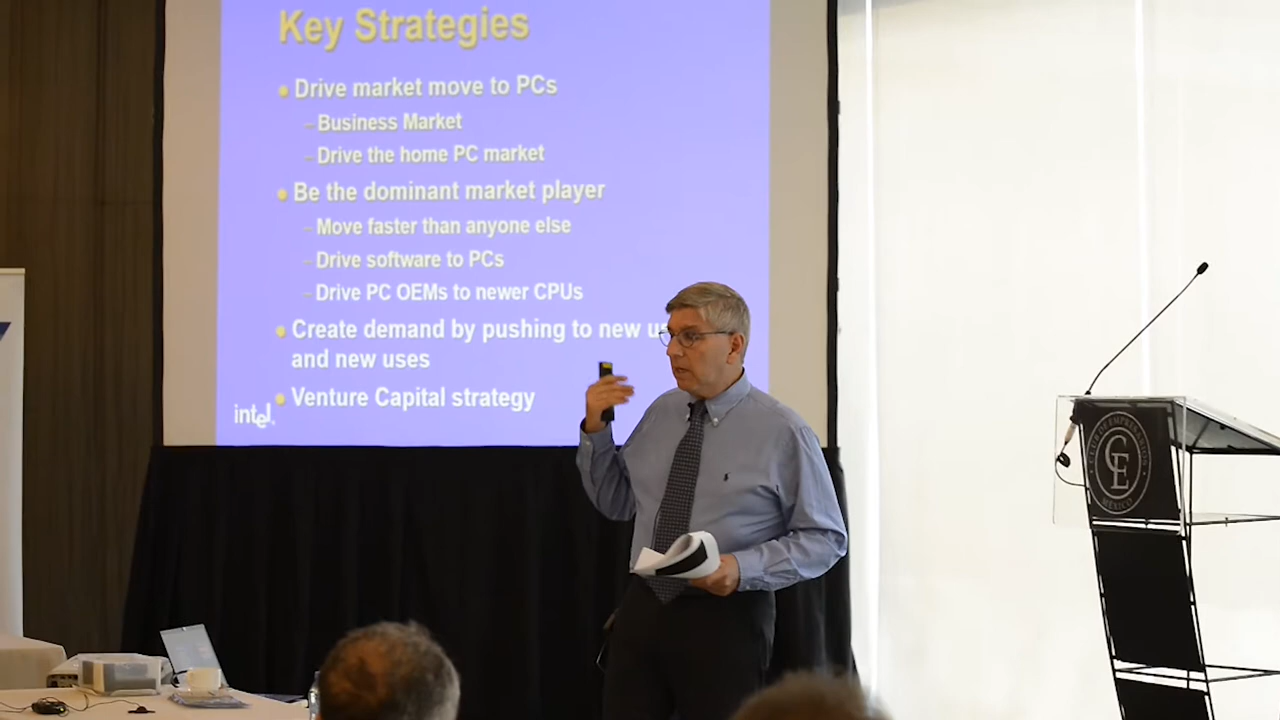 Key Strategies
Drive market move to PCs
–Business Market
–Drive the home PC market
Be the dominant market player
–Move faster than anyone else
–Drive software to PCs
–Drive PC OEMs to newer CPUs
Create demand by pushing to new
and new uses
Venture Capital strategy
intel
CE
MÉXICO